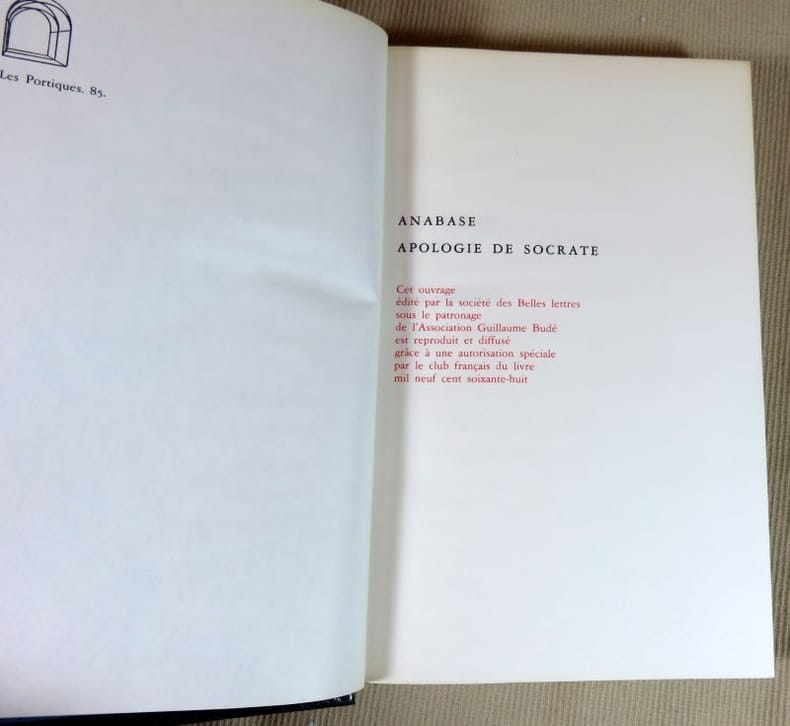 Les Portiques. 85.
ANABASE
APOLOGIE DE SOCRATE
Cet ouvrage
édité par la société des Belles lettres
sous le patronage
de l'Association Guillaume Budé
est reproduit et diffusé
grâce à une autorisation spéciale
par le club français du livre
mil neuf cent soixante-huit